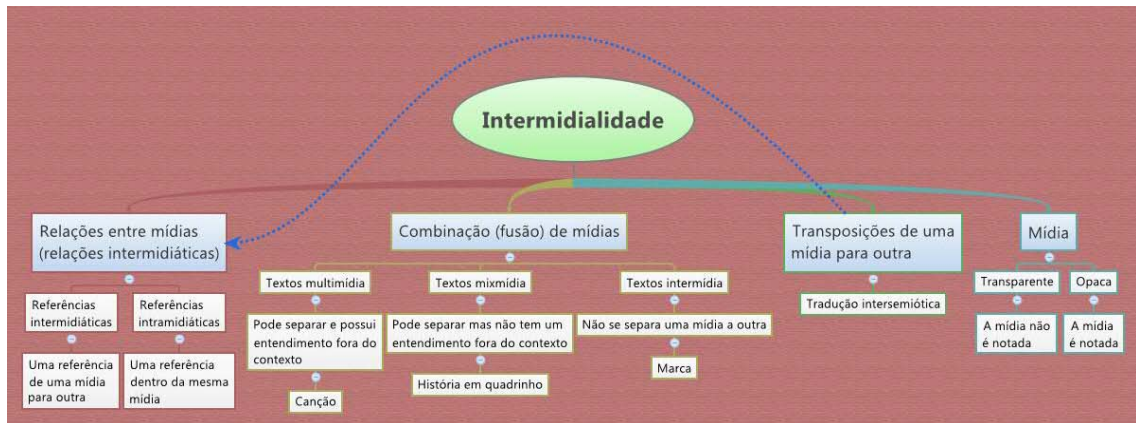 Intermidialidade
Relações entre mídias
(relações intermidiáticas)
Combinação (fusão) de mídias
Transposições de uma
mídia para outra
Mídia
Textos multimídia
Textos mixmídia
Textos intermídia
Transparente
Opaca
Referências
intermidiáticas
Referências
intramidiáticas
Pode separar e possui
entendimento fora do
contexto
Pode separar mas não tem um
entendimento fora do contexto
Não se separa uma mídia a outra
Tradução intersemiótica
A mídia não
é notada
A mídia
é notada
Uma referência
de uma mídia
para outra
Uma referência
dentro da mesma
mídia
Canção
História em quadrinho
Marca